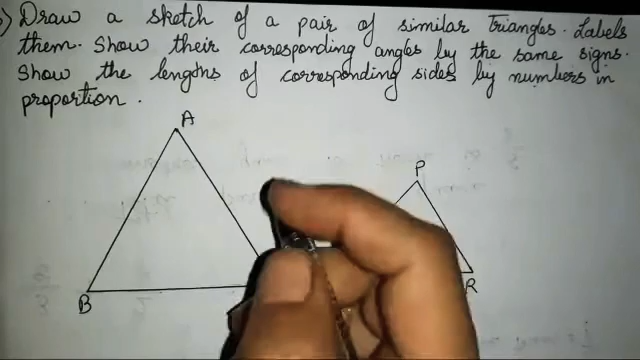 ) Draw a sketch of a pair of similar Triangles. Labels
them. Show their corresponding angles by the same signs.
Show the lengths of corresponding sides by numbers in
proportion.
A
P
R
B